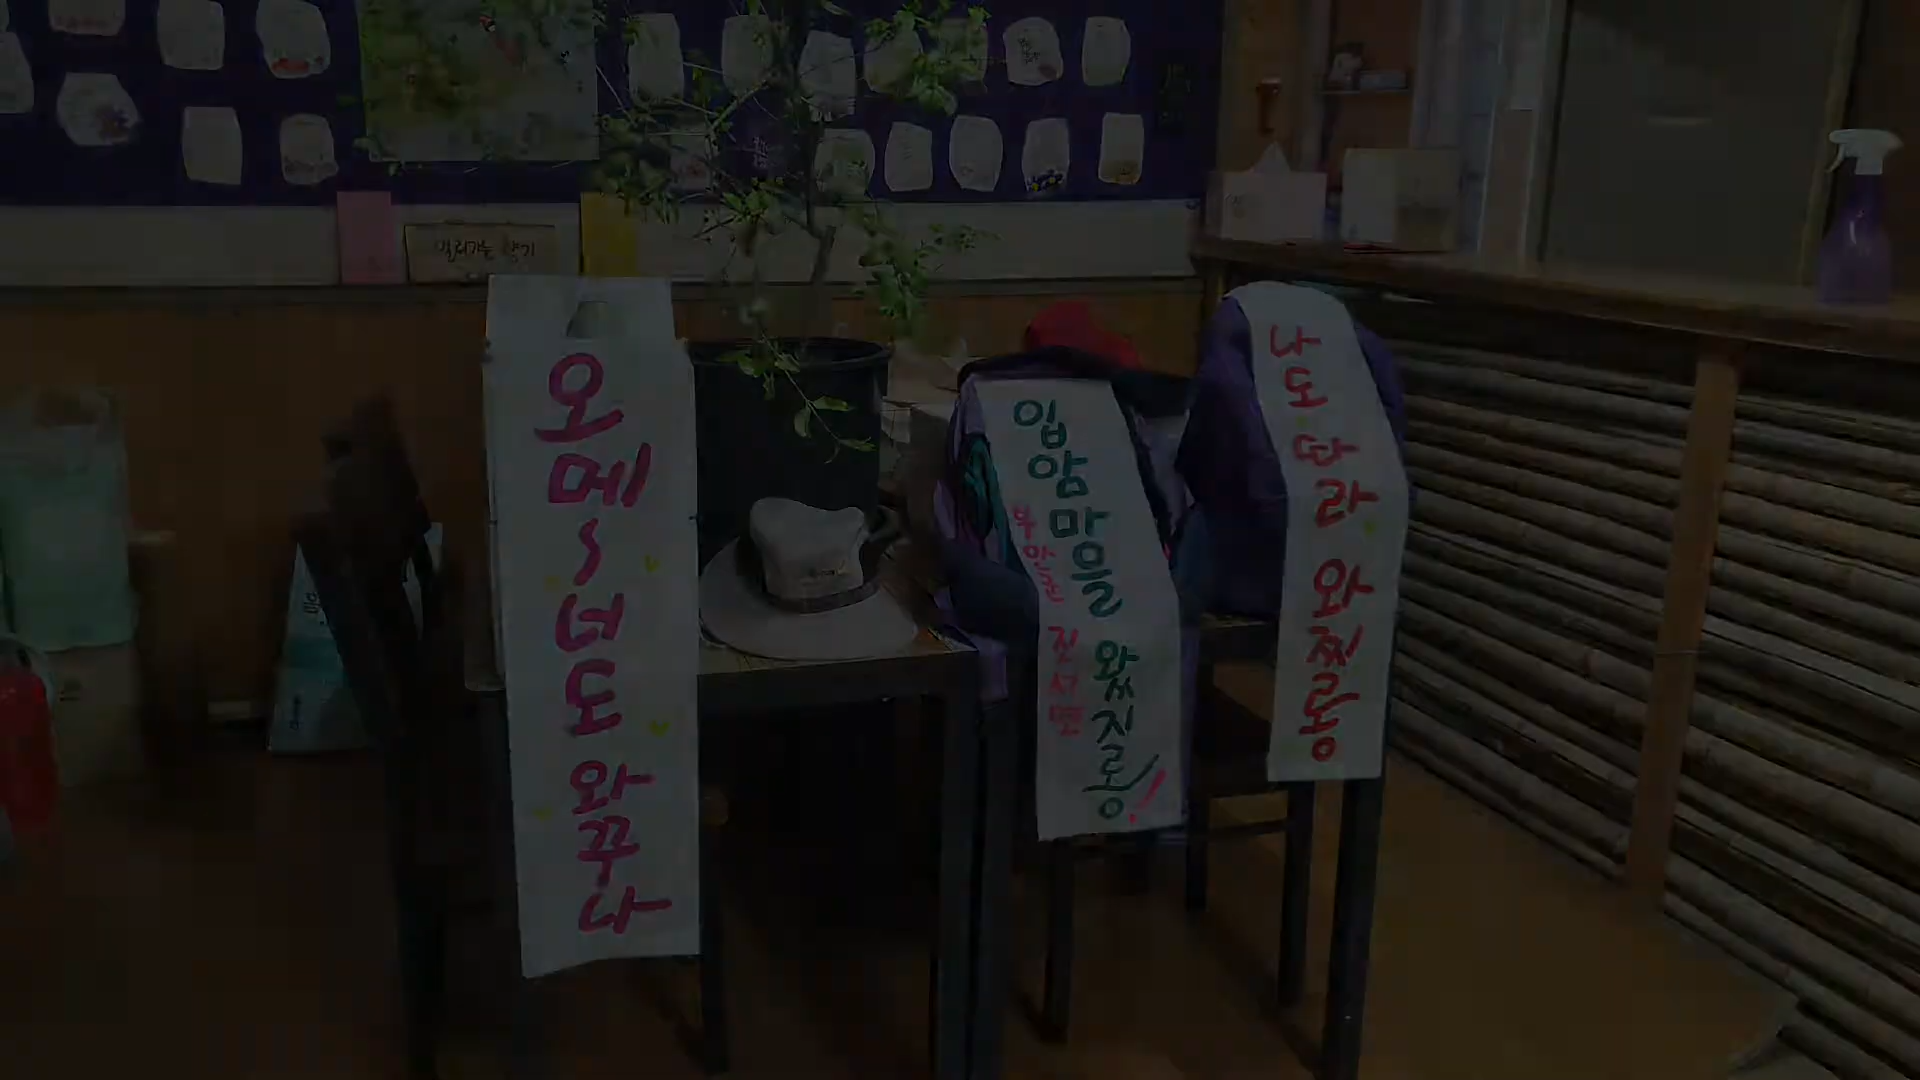 오메~ 너도 와꾸나
입암마을 왔지롱!
부안군 진서면
나도 따라 와찌롱